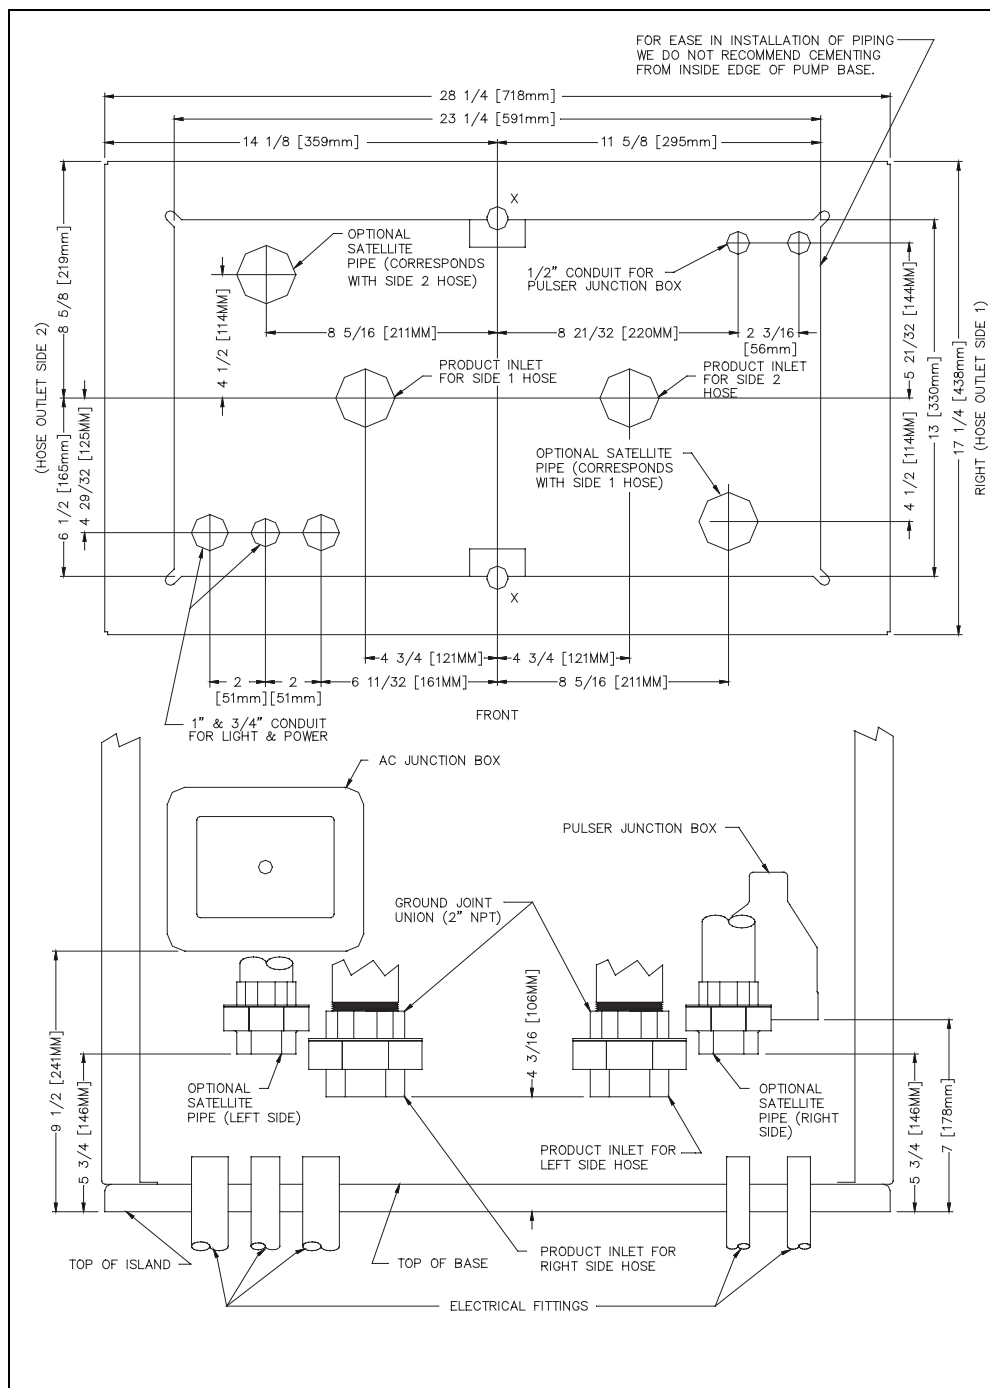 FOR EASE IN INSTALLATION OF PIPING
WE DO NOT RECOMMEND CEMENTING
FROM INSIDE EDGE OF PUMP BASE.
28 1/4 [718mm]
23 1/4 [591mm]
14 1/8 [359mm]
11 5/8 [295mm]
X
OPTIONAL
SATELLITE
PIPE (CORRESPONDS
WITH SIDE 2 HOSE)
1/2" CONDUIT FOR
PULSER JUNCTION BOX
8 5/8 [219mm]
(HOSE OUTLET SIDE 2)
4 1/2 [114MM]
8 5/16 [211MM]
8 21/32 [220MM]
2 3/16
[56mm]
5 21/32 [144MM]
PRODUCT INLET
FOR SIDE 1 HOSE
PRODUCT INLET
FOR SIDE 2
HOSE
13 [330mm]
17 1/4 [438mm]
RIGHT (HOSE OUTLET SIDE 1)
6 1/2 [165mm]
4 29/32 [125MM]
OPTIONAL SATELLITE
PIPE (CORRESPONDS
WITH SIDE 1 HOSE)
4 1/2 [114MM]
X
4 3/4 [121MM]
4 3/4 [121MM]
2
[51mm]
2
[51mm]
6 11/32 [161MM]
8 5/16 [211MM]
FRONT
1" & 3/4" CONDUIT
FOR LIGHT & POWER
AC JUNCTION BOX
PULSER JUNCTION BOX
GROUND JOINT
UNION (2" NPT)
9 1/2 [241MM]
5 3/4 [146MM]
4 3/16 [106MM]
OPTIONAL
SATELLITE
PIPE (LEFT SIDE)
OPTIONAL
SATELLITE
PIPE (RIGHT
SIDE)
5 3/4 [146MM]
7 [178mm]
PRODUCT INLET FOR
LEFT SIDE HOSE
TOP OF ISLAND
TOP OF BASE
PRODUCT INLET FOR
RIGHT SIDE HOSE
ELECTRICAL FITTINGS